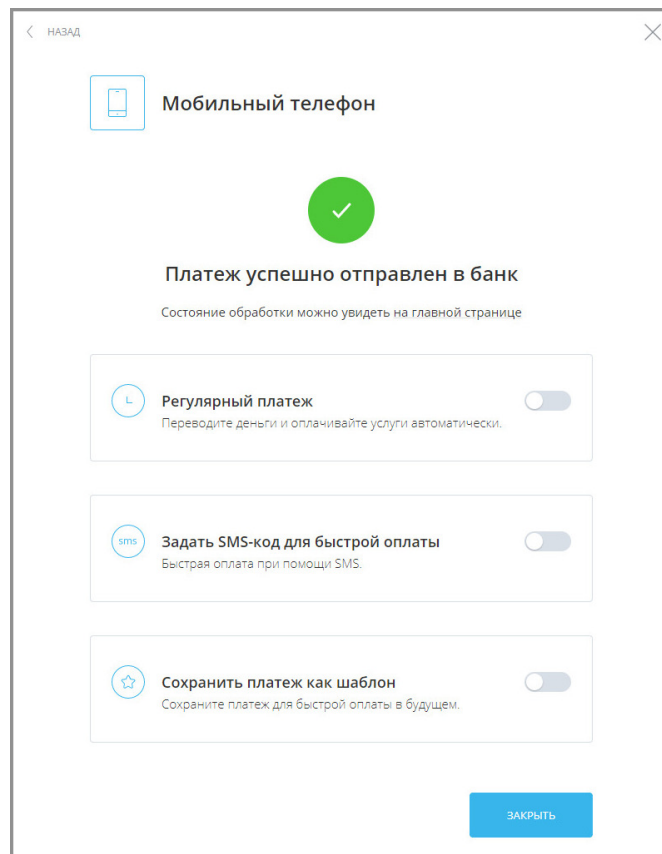 НАЗАД
Мобильный телефон
Платеж успешно отправлен в банк
Состояние обработки можно увидеть на главной странице
Регулярный платеж
Переводите деньги и оплачивайте услуги автоматически.
sms
Задать SMS-код для быстрой оплаты
Быстрая оплата при помощи SMS.
Сохранить платеж как шаблон
Сохраните платеж для быстрой оплаты в будущем.
ЗАКРЫТЬ